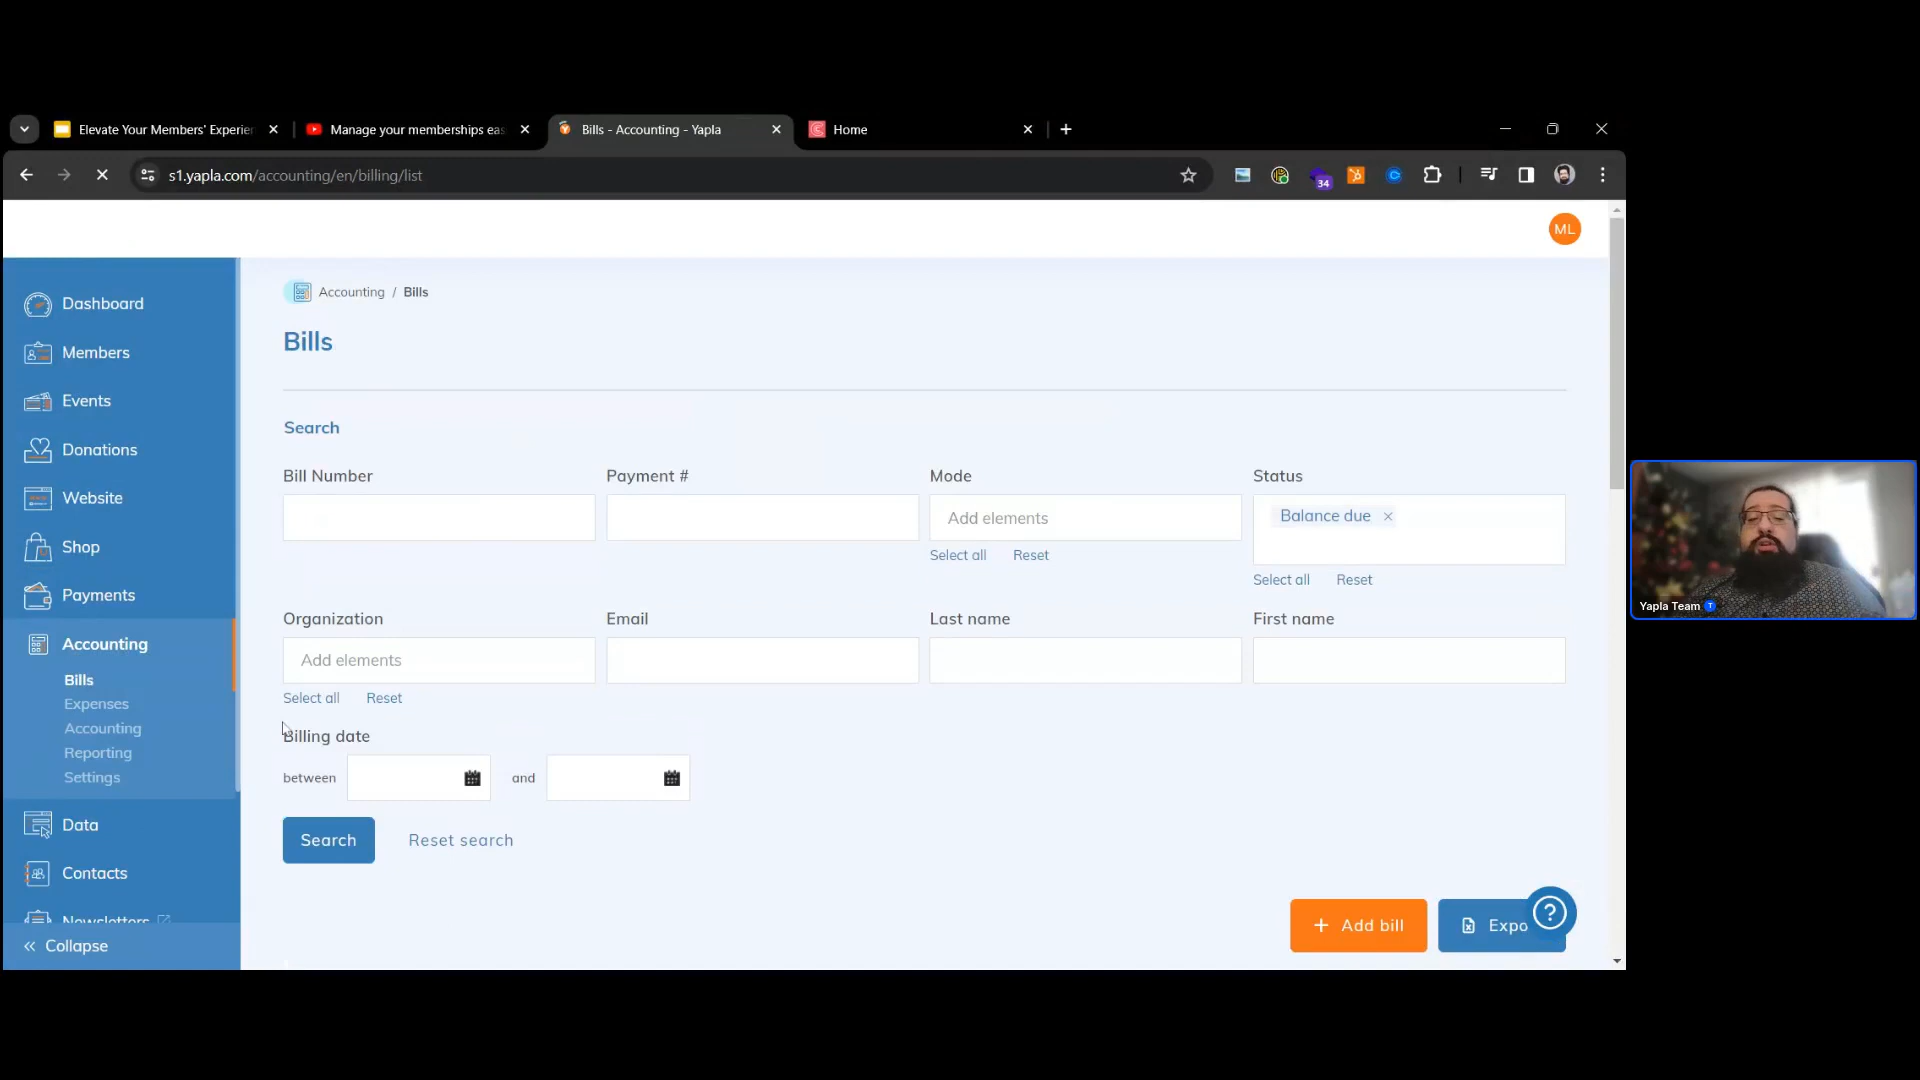 Elevate Your Members' Experien
Manage your memberships eas
Bills - Accounting - Yapla
Home
s1.yapla.com/accounting/en/billing/list
34
ML
Dashboard
Members
Events
Donations
Website
Shop
Payments
Accounting
Bills
Expenses
Accounting
Reporting
Settings
Data
Contacts
Newsletters
Collapse
Accounting / Bills
Bills
Search
Bill Number
Payment #
Mode
Status
Add elements
Balance due
Select all Reset
Select all Reset
Organization
Email
Last name
First name
Add elements
Select all Reset
Billing date
between
and
Search
Reset search
+ Add bill
Expo
?
Yapla Team
T